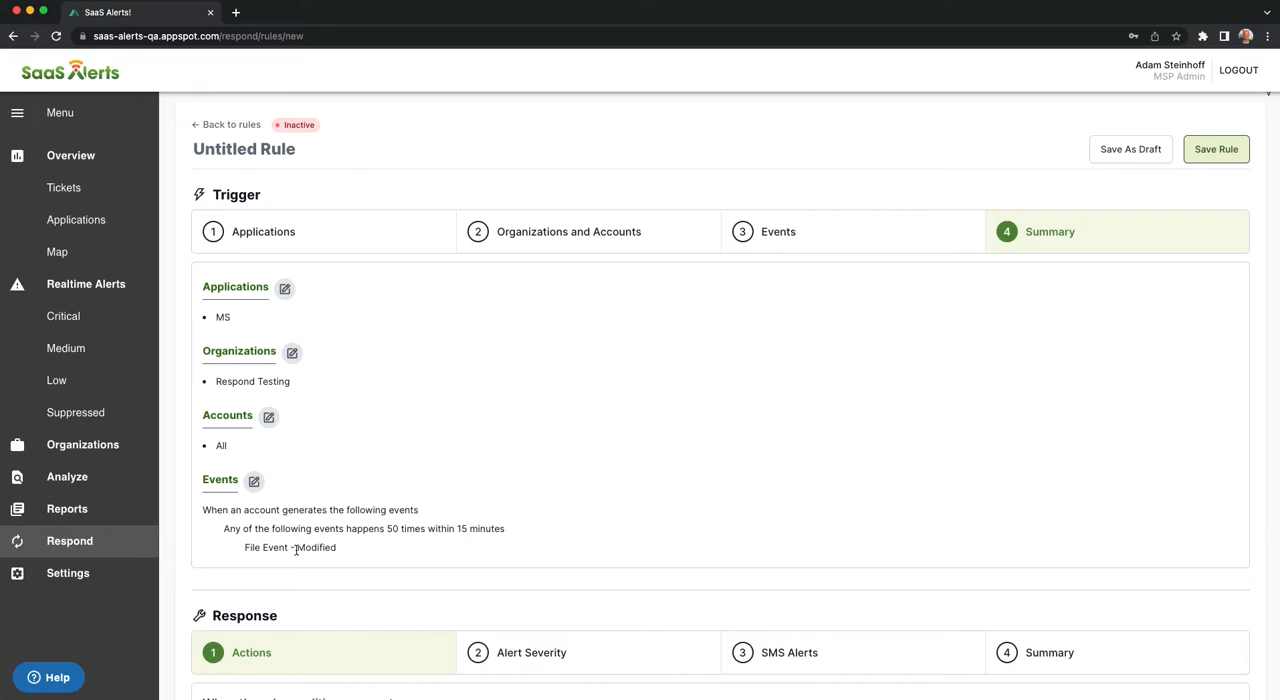 SaaS Alerts!
saas-alerts-qa.appspot.com/respond/rules/new
SaaS Alerts
Adam Steinhoff
MSP Admin
LOGOUT
Menu
Overview
Tickets
Applications
Map
Realtime Alerts
Critical
Medium
Low
Suppressed
Organizations
Analyze
Reports
Respond
Settings
Help
← Back to rules
Inactive
Untitled Rule
Save As Draft
Save Rule
Trigger
1 Applications
2 Organizations and Accounts
3 Events
4 Summary
Applications
• MS
Organizations
• Respond Testing
Accounts
• All
Events
When an account generates the following events
Any of the following events happens 50 times within 15 minutes
File Event - Modified
Response
1 Actions
2 Alert Severity
3 SMS Alerts
4 Summary